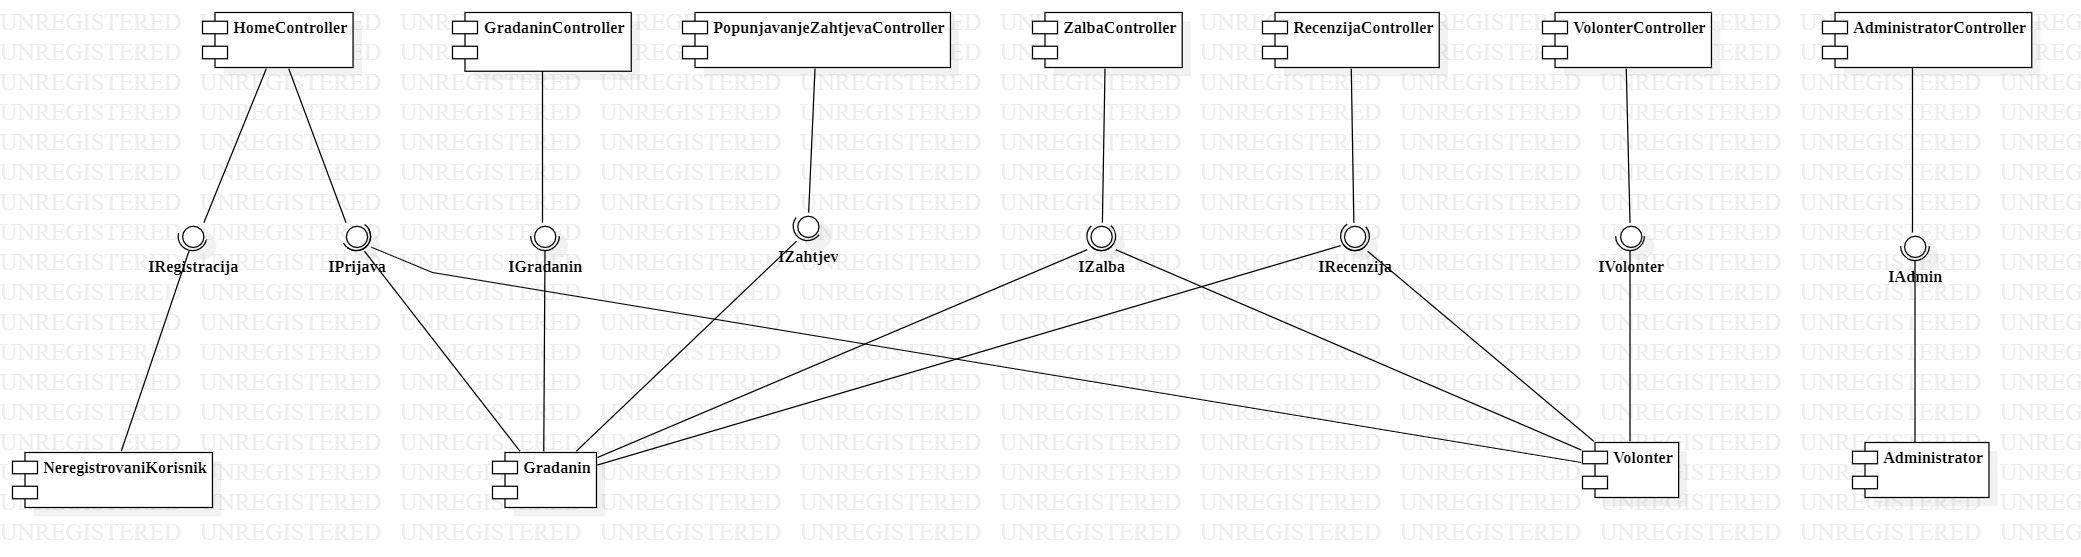 HomeController
GradaninController
PopunjavanjeZahtjevaController
ZalbaController
RecenzijaController
VolonterController
AdministratorController
IRegistracija
IPrijava
IGradanin
IZahtjev
IZalba
IRecenzija
IVolonter
IAdmin
NeregistrovaniKorisnik
Gradanin
Volonter
Administrator
UNREGISTERED